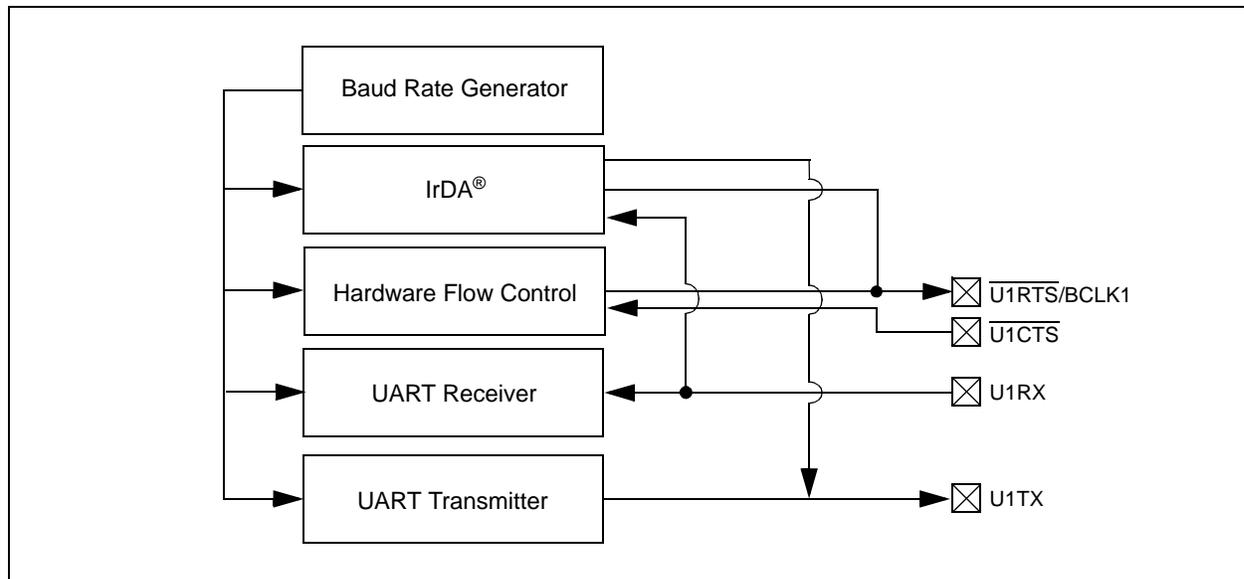 Baud Rate Generator
IrDA®
Hardware Flow Control
U1RTS/BCLK1
U1CTS
UART Receiver
U1RX
UART Transmitter
U1TX